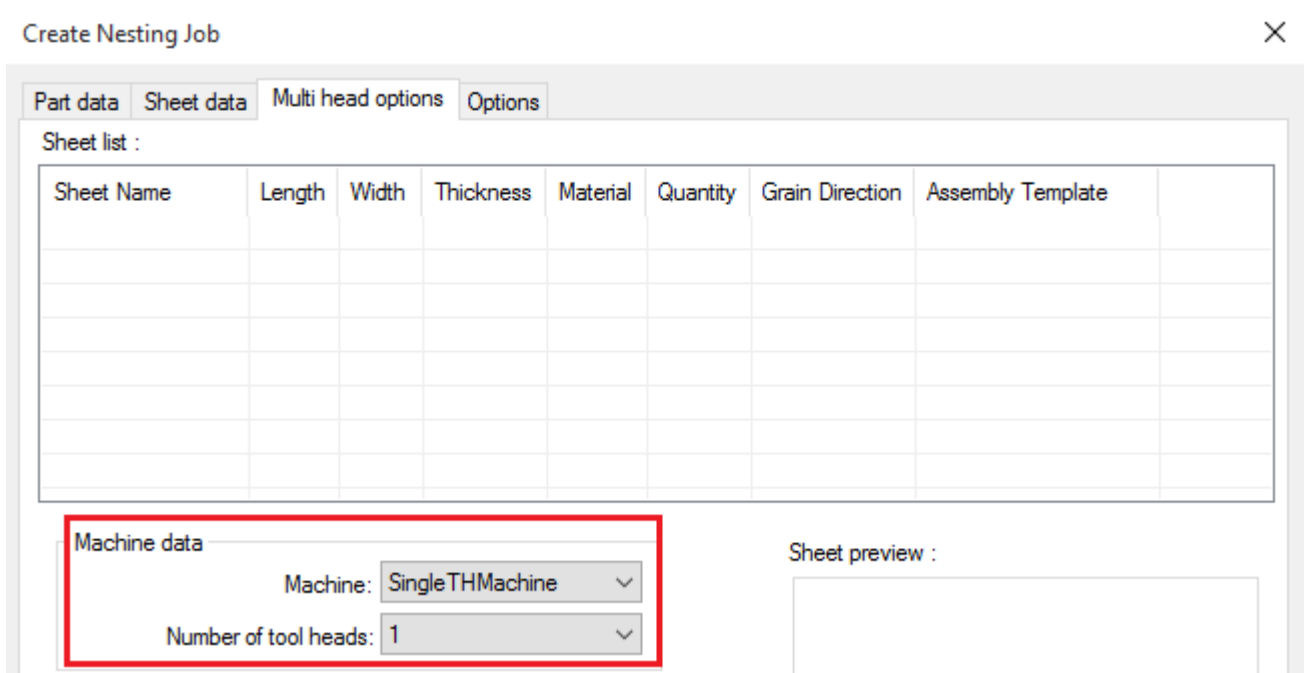 Create Nesting Job
Part data Sheet data Multi head options Options
Sheet list :
Sheet Name Length Width Thickness Material Quantity Grain Direction Assembly Template
Machine data
Machine: SingleTHMachine
Number of tool heads: 1
Sheet preview :